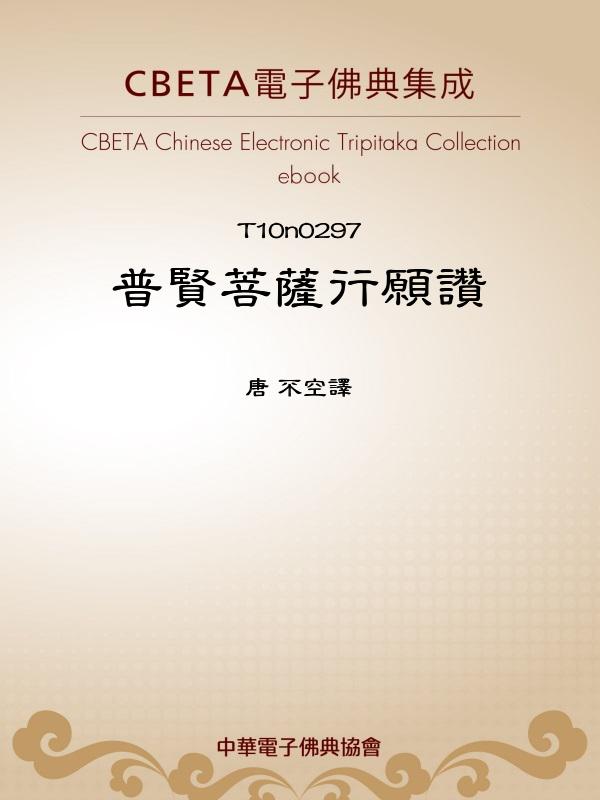 CBETA電子佛典集成
CBETA Chinese Electronic Tripitaka Collection
ebook
T10n0297
普賢菩薩行願讚
唐 不空譯
中華電子佛典協會